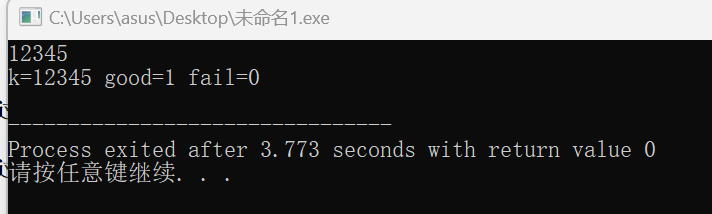 C:\Users\asus\Desktop\未命名1.exe
12345
k=12345 good=1 fail=0
--------------------------------
Process exited after 3.773 seconds with return value 0
请按任意键继续. . .